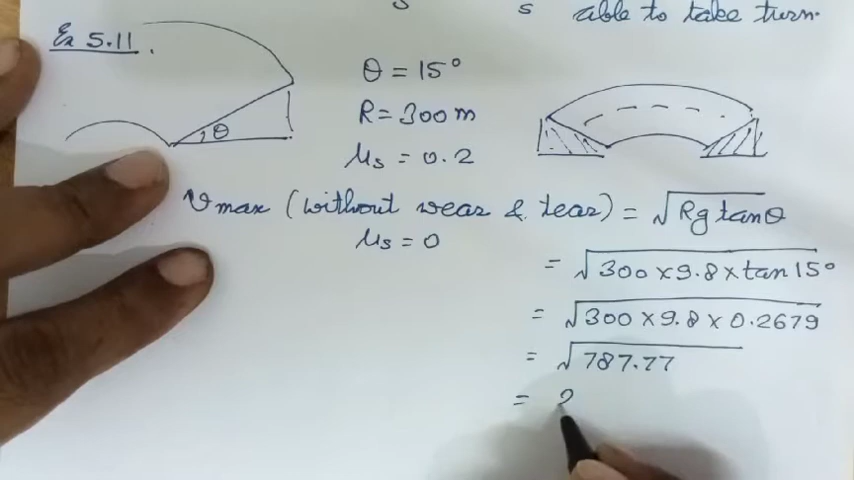 s able to take turn.
Ex 5.11.
θ
θ = 15°
R = 300 m
μs = 0.2
vmax (without wear & tear) = √Rg tanθ
μs = 0
= √300 × 9.8 × tan 15°
= √300 × 9.8 × 0.2679
= √787.77
= 2